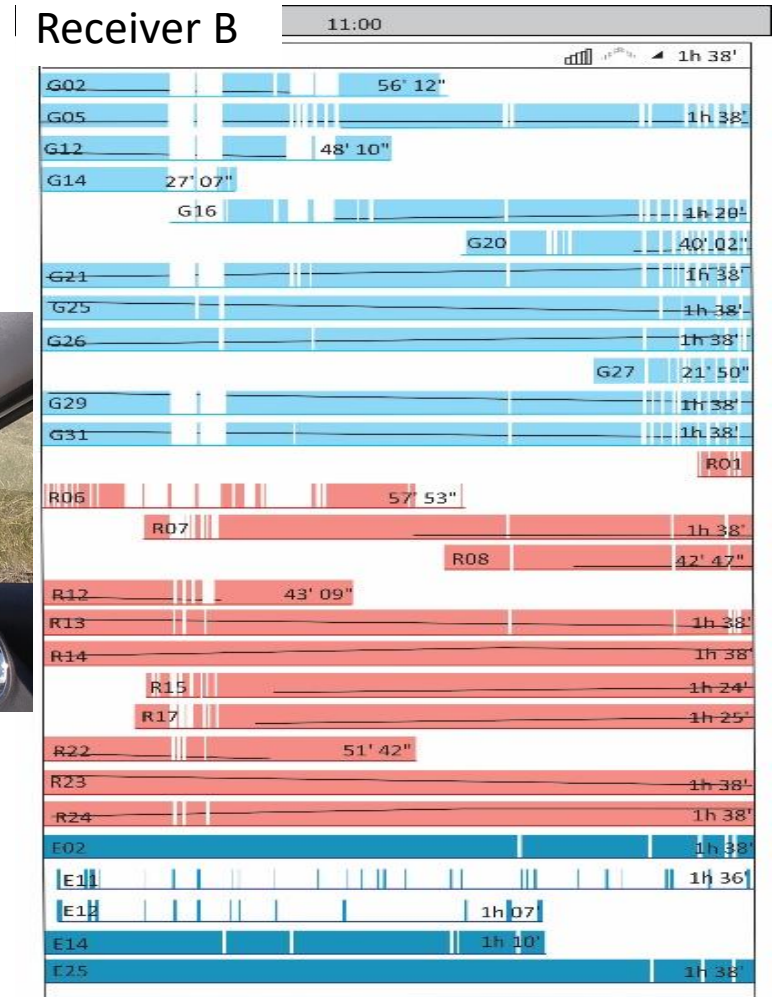 Receiver B
11:00
1h 38'
G02 56' 12"
G05 1h 38'
G12 48' 10"
G14 27' 07"
G16 1h 20'
G20 40' 02"
G21 1h 38'
G25 1h 38'
G26 1h 38'
G27 21' 50"
G29 1h 38'
G31 1h 38'
R01
R06 57' 53"
R07 1h 38'
R08 42' 47"
R12 43' 09"
R13 1h 38'
R14 1h 38'
R15 1h 24'
R17 1h 25'
R22 51' 42"
R23 1h 38'
R24 1h 38'
E02 1h 38'
E11 1h 36'
E12 1h 07'
E14 1h 10'
E25 1h 38'